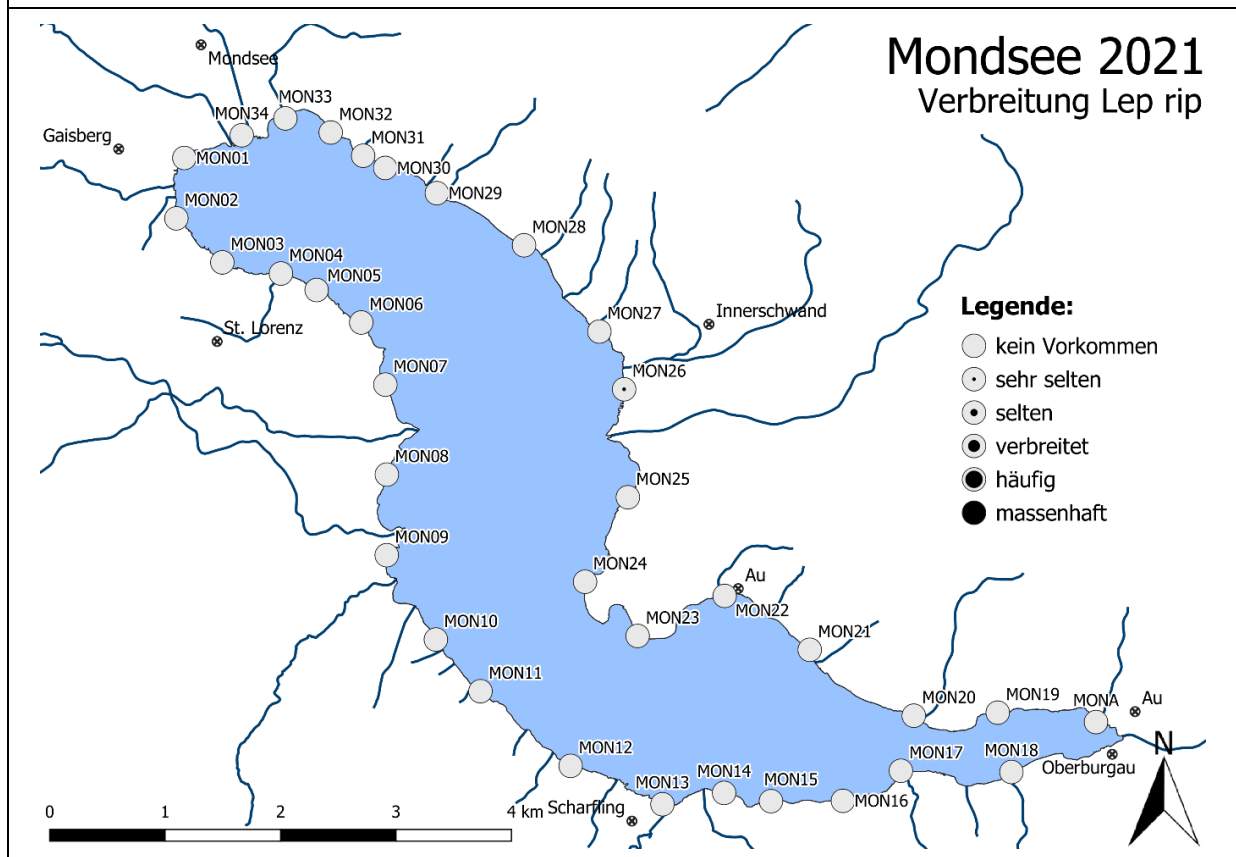 Mondsee 2021
Verbreitung Lep rip
Mondsee
MON33
MON34
MON32
Gaisberg
MON31
MON01
MON30
MON29
MON02
MON28
MON03
MON04
MON05
MON06
MON27
Innerschwand
St. Lorenz
Legende:
kein Vorkommen
sehr selten
selten
verbreitet
häufig
massenhaft
MON07
MON26
MON08
MON25
MON09
MON24
Au
MON22
MON10
MON23
MON21
MON11
MON20
MON19
MONA
Au
MON12
MON17
MON18
N
Oberburgau
MON13
MON14
MON15
MON16
Scharfling
0
1
2
3
4 km